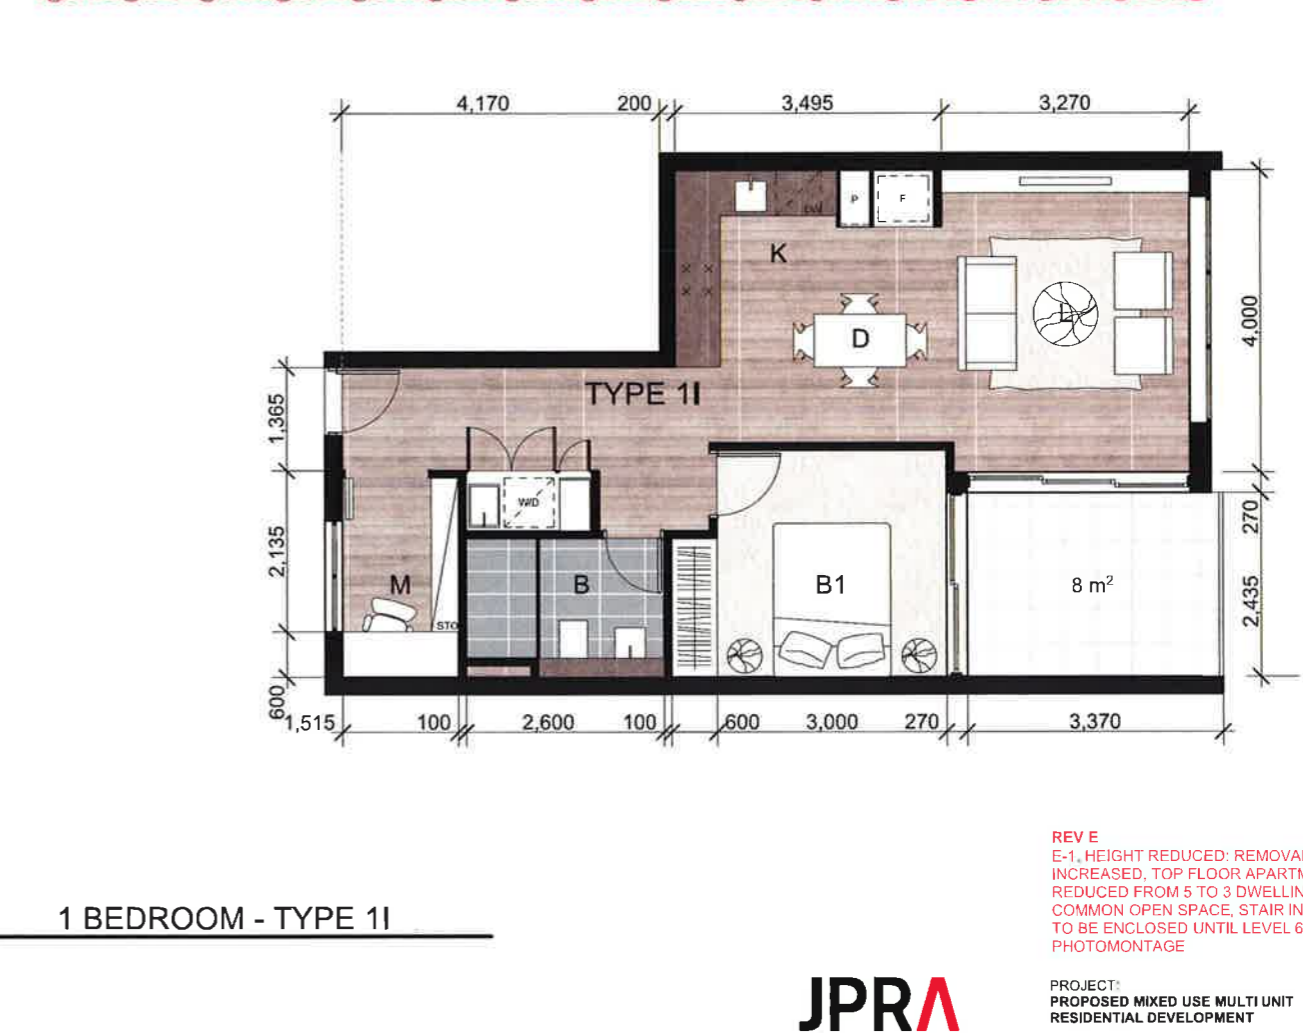 4,170 200 3,495 3,270
P F
K
4,000
D L
TYPE 1I
1,365
W/D
270
2,135
M B B1 8 m²
2,435
STO
600
1,515 100 2,600 100 600 3,000 270 3,370
REV E
E-1, HEIGHT REDUCED: REMOVA
INCREASED, TOP FLOOR APARTM
REDUCED FROM 5 TO 3 DWELLIN
COMMON OPEN SPACE, STAIR IN
TO BE ENCLOSED UNTIL LEVEL 6
PHOTOMONTAGE
1 BEDROOM - TYPE 1I
JPRA
PROJECT:
PROPOSED MIXED USE MULTI UNIT
RESIDENTIAL DEVELOPMENT